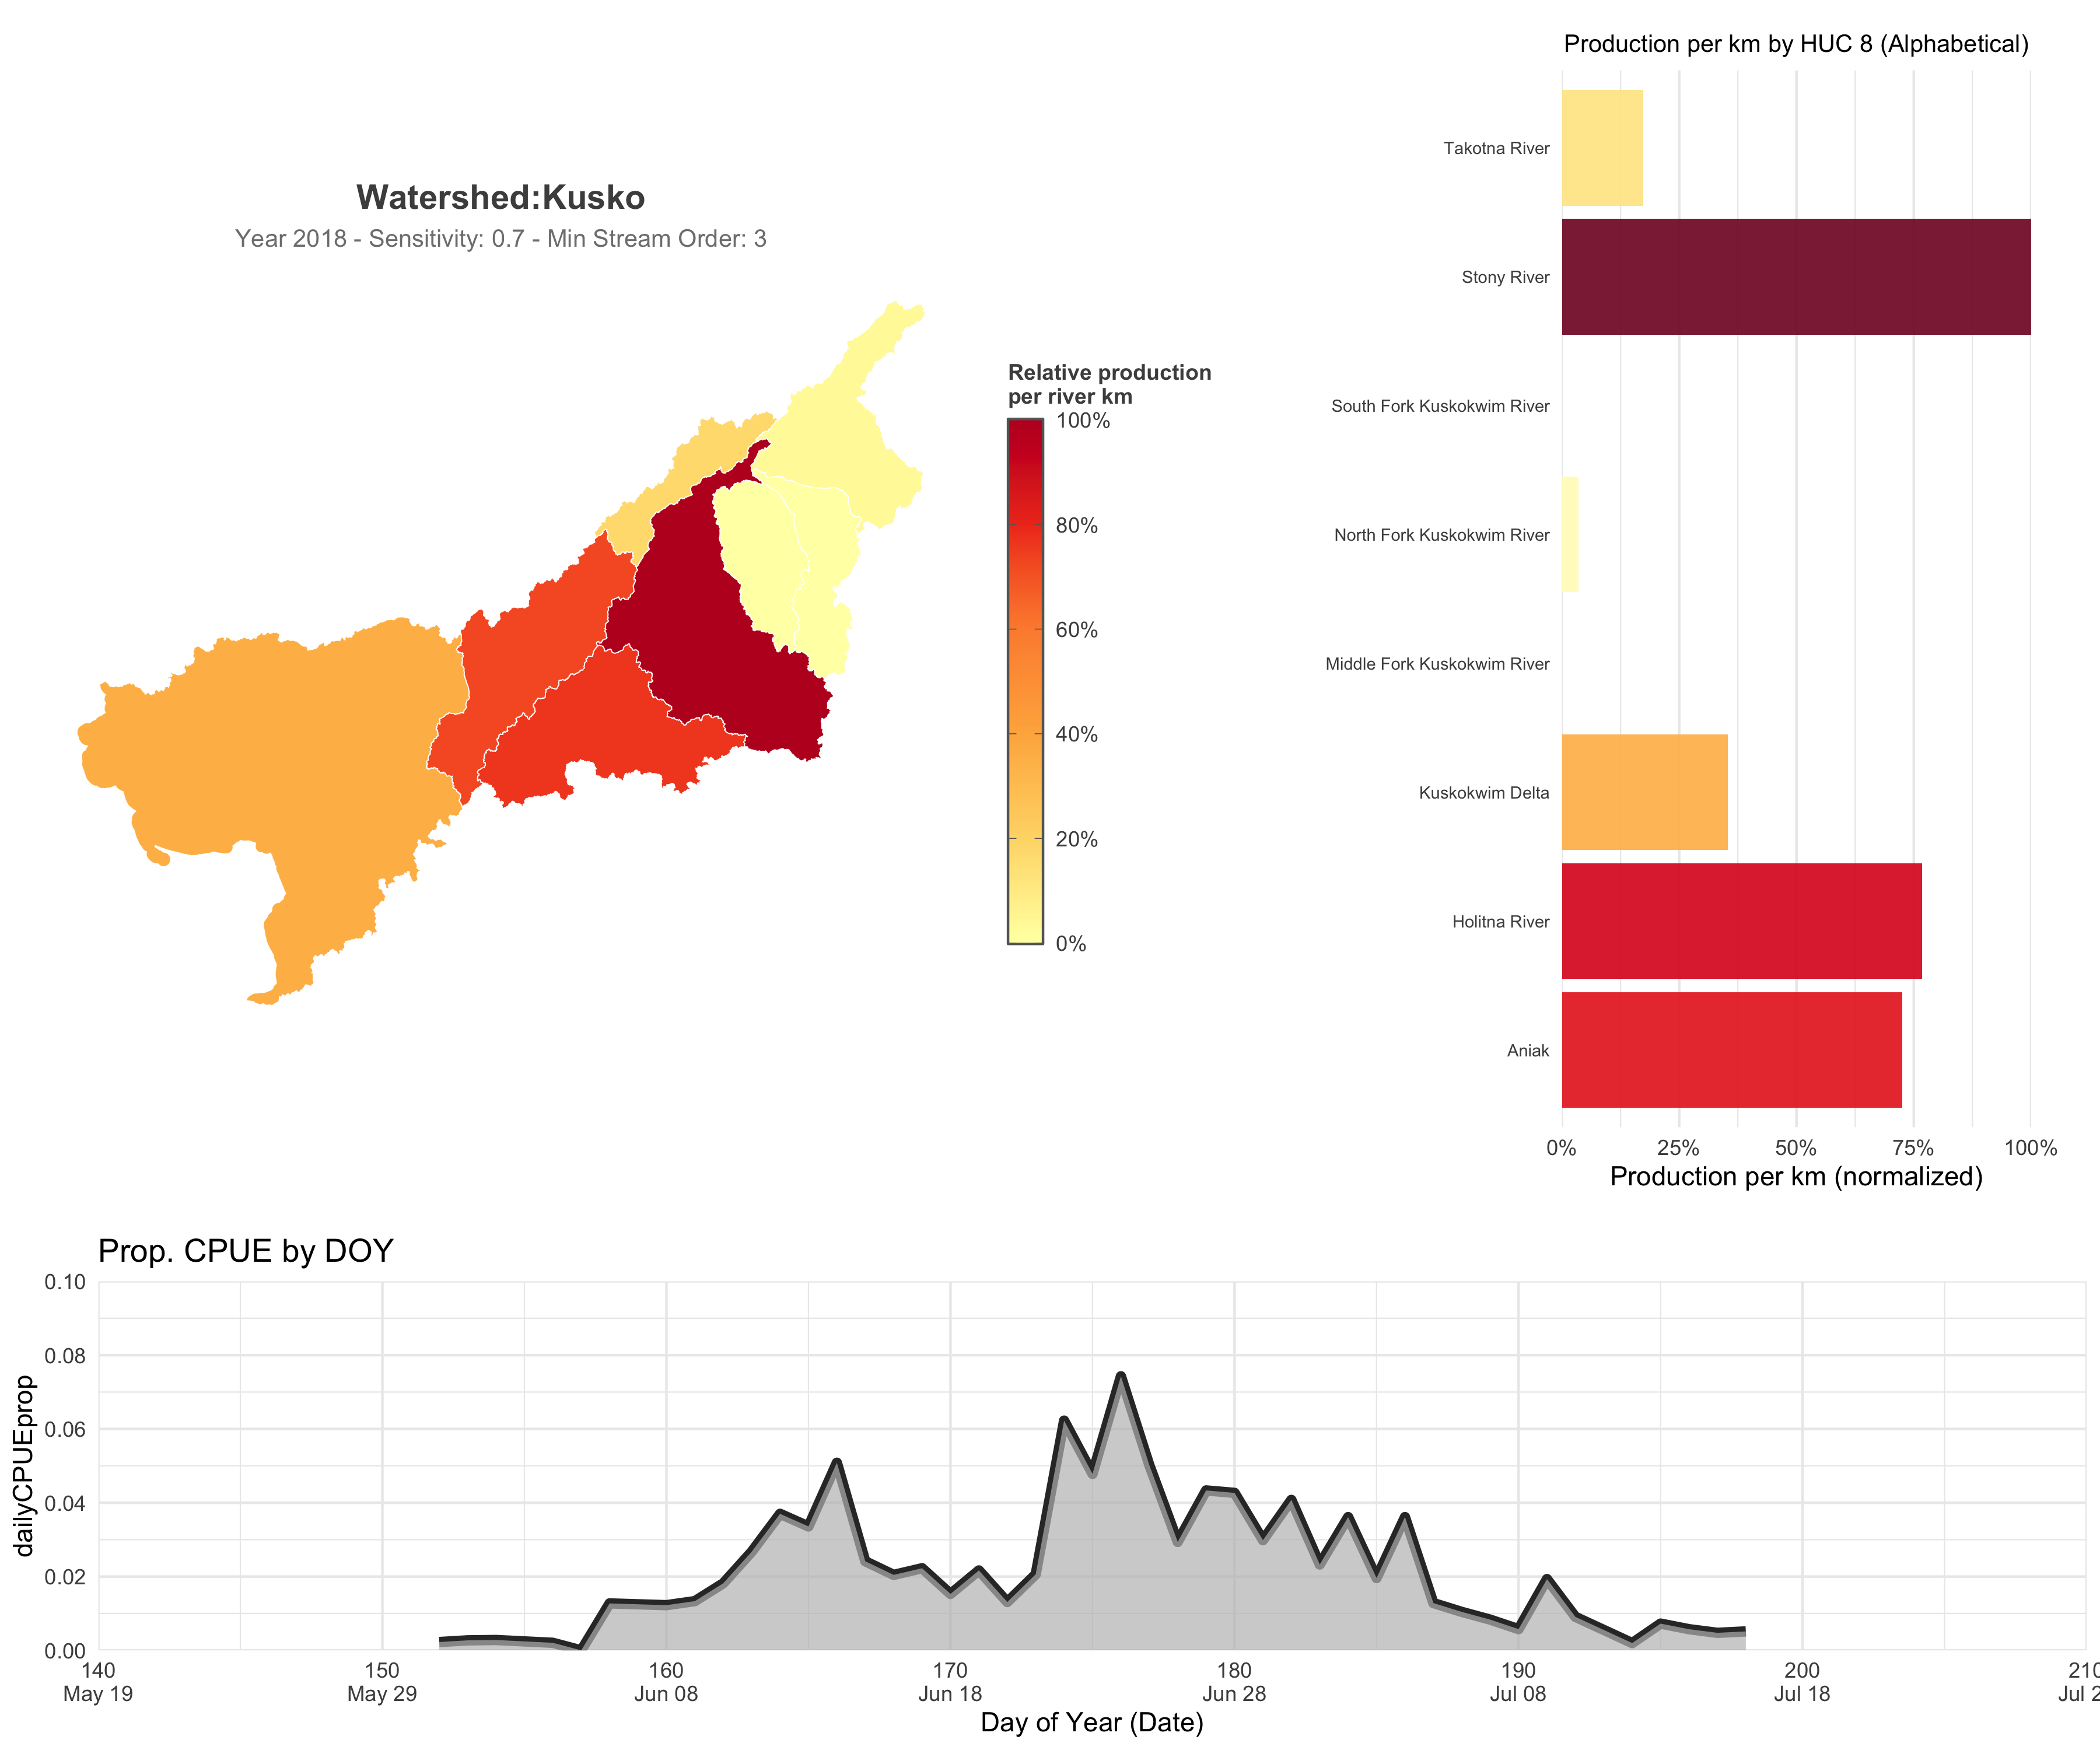 Production per km by HUC 8 (Alphabetical)
Takotna River
Stony River
South Fork Kuskokwim River
North Fork Kuskokwim River
Middle Fork Kuskokwim River
Kuskokwim Delta
Holitna River
Aniak
0% 25% 50% 75% 100%
Production per km (normalized)
Watershed:Kusko
Year 2018 - Sensitivity: 0.7 - Min Stream Order: 3
Relative production
per river km
100%
80%
60%
40%
20%
0%
Prop. CPUE by DOY
dailyCPUEprop
0.10
0.08
0.06
0.04
0.02
0.00
140 150 160 170 180 190 200 210
May 19 May 29 Jun 08 Jun 18 Jun 28 Jul 08 Jul 18 Jul 2
Day of Year (Date)